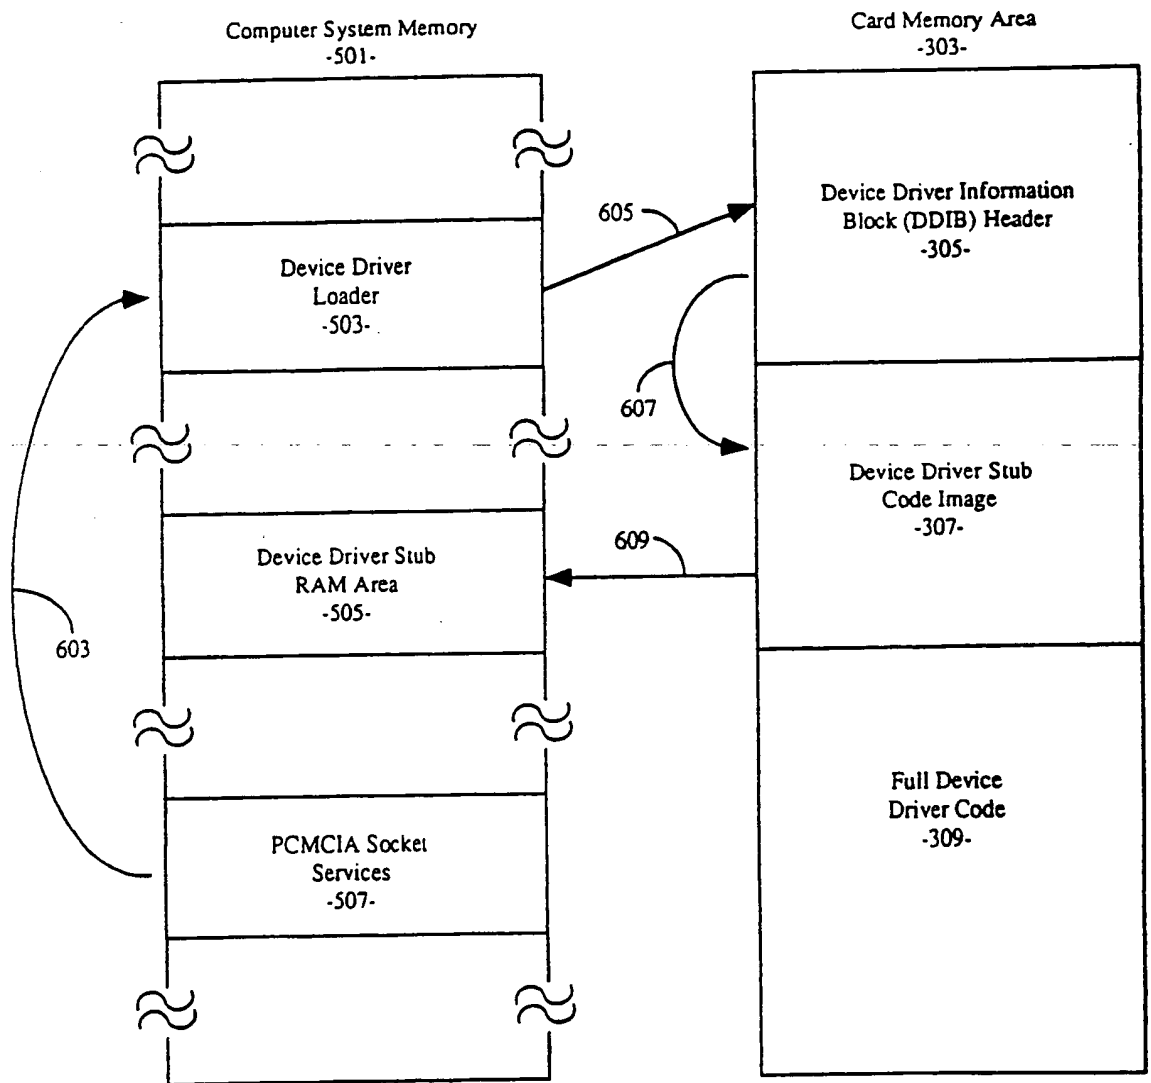 Computer System Memory
-501-
Card Memory Area
-303-
Device Driver Information
Block (DDIB) Header
-305-
605
Device Driver
Loader
-503-
607
Device Driver Stub
Code Image
-307-
609
Device Driver Stub
RAM Area
-505-
603
Full Device
Driver Code
-309-
PCMCIA Socket
Services
-507-